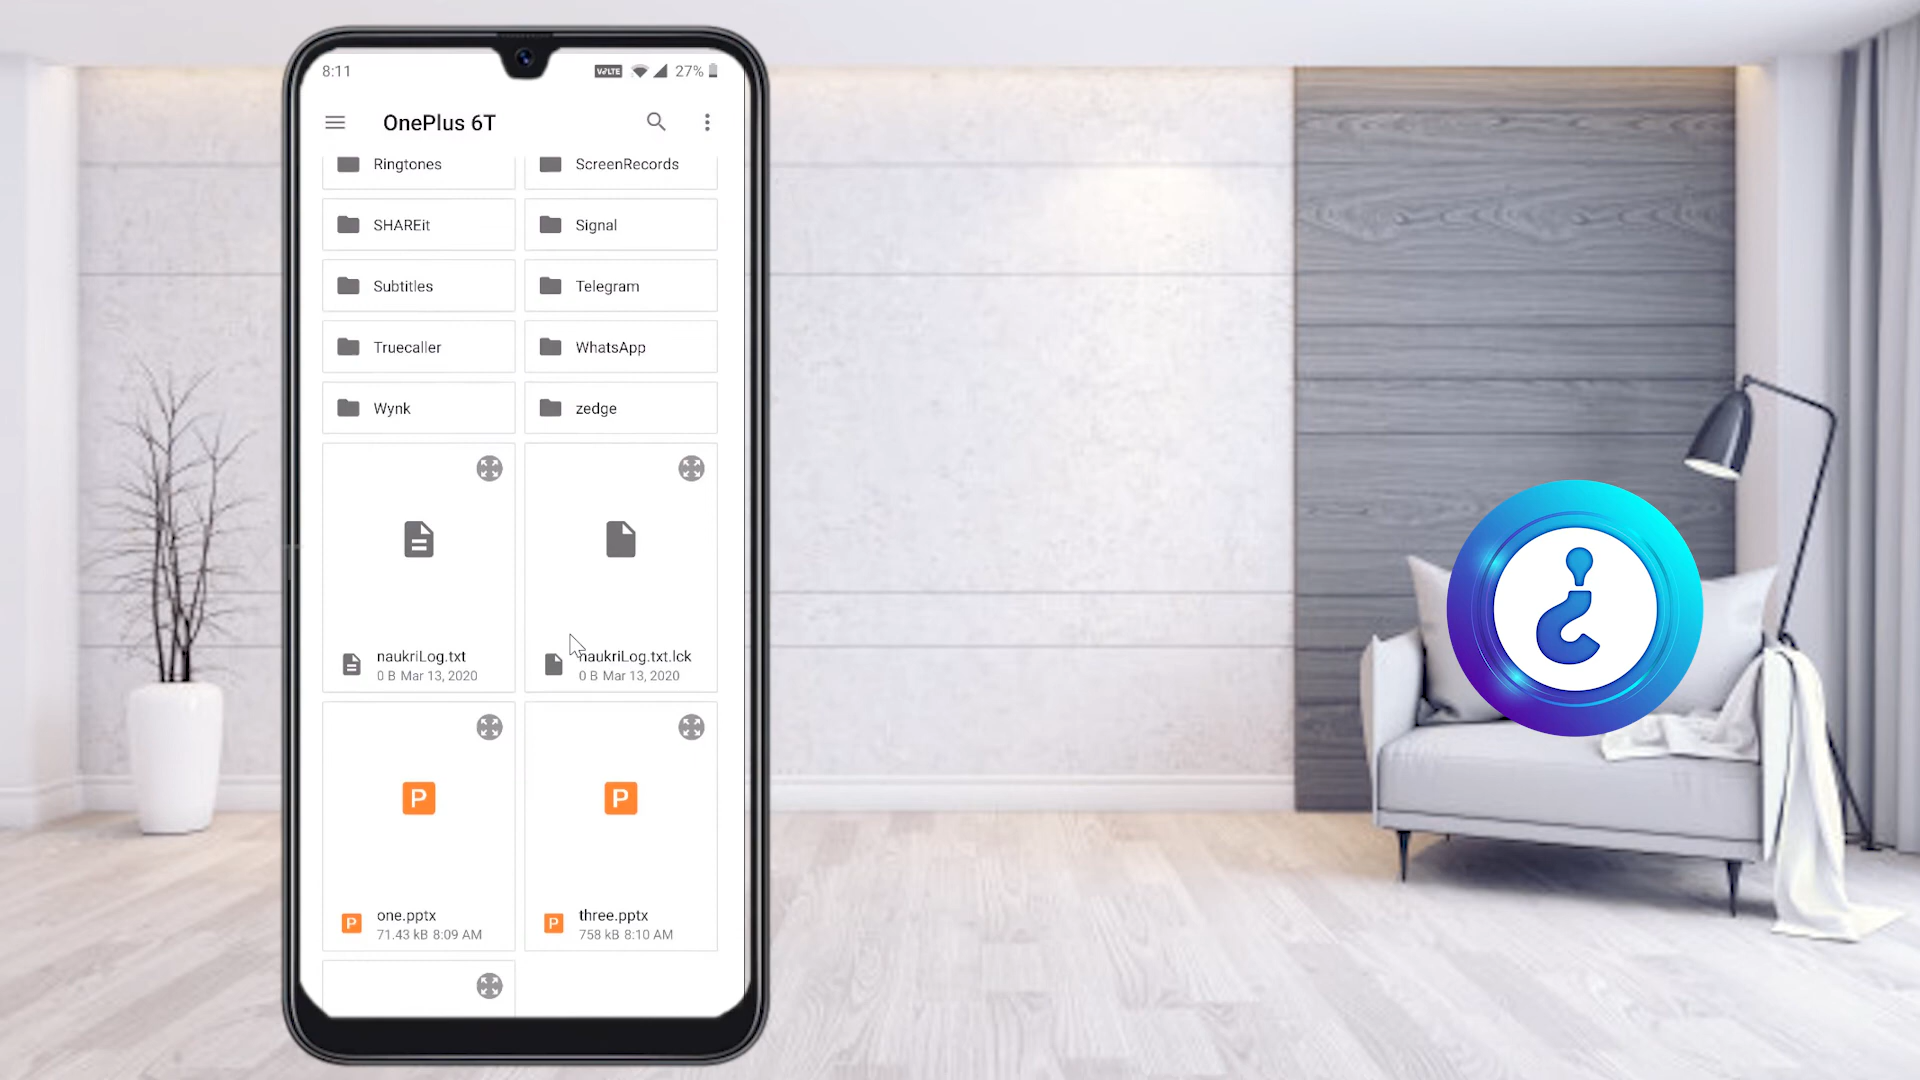 8:11 VoLTE 27%
OnePlus 6T
Ringtones ScreenRecords
SHAREit Signal
Subtitles Telegram
Truecaller WhatsApp
Wynk zedge
naukriLog.txt naukriLog.txt.lck
0 B Mar 13, 2020 0 B Mar 13, 2020
P P
P one.pptx P three.pptx
71.43 kB 8:09 AM 758 kB 8:10 AM